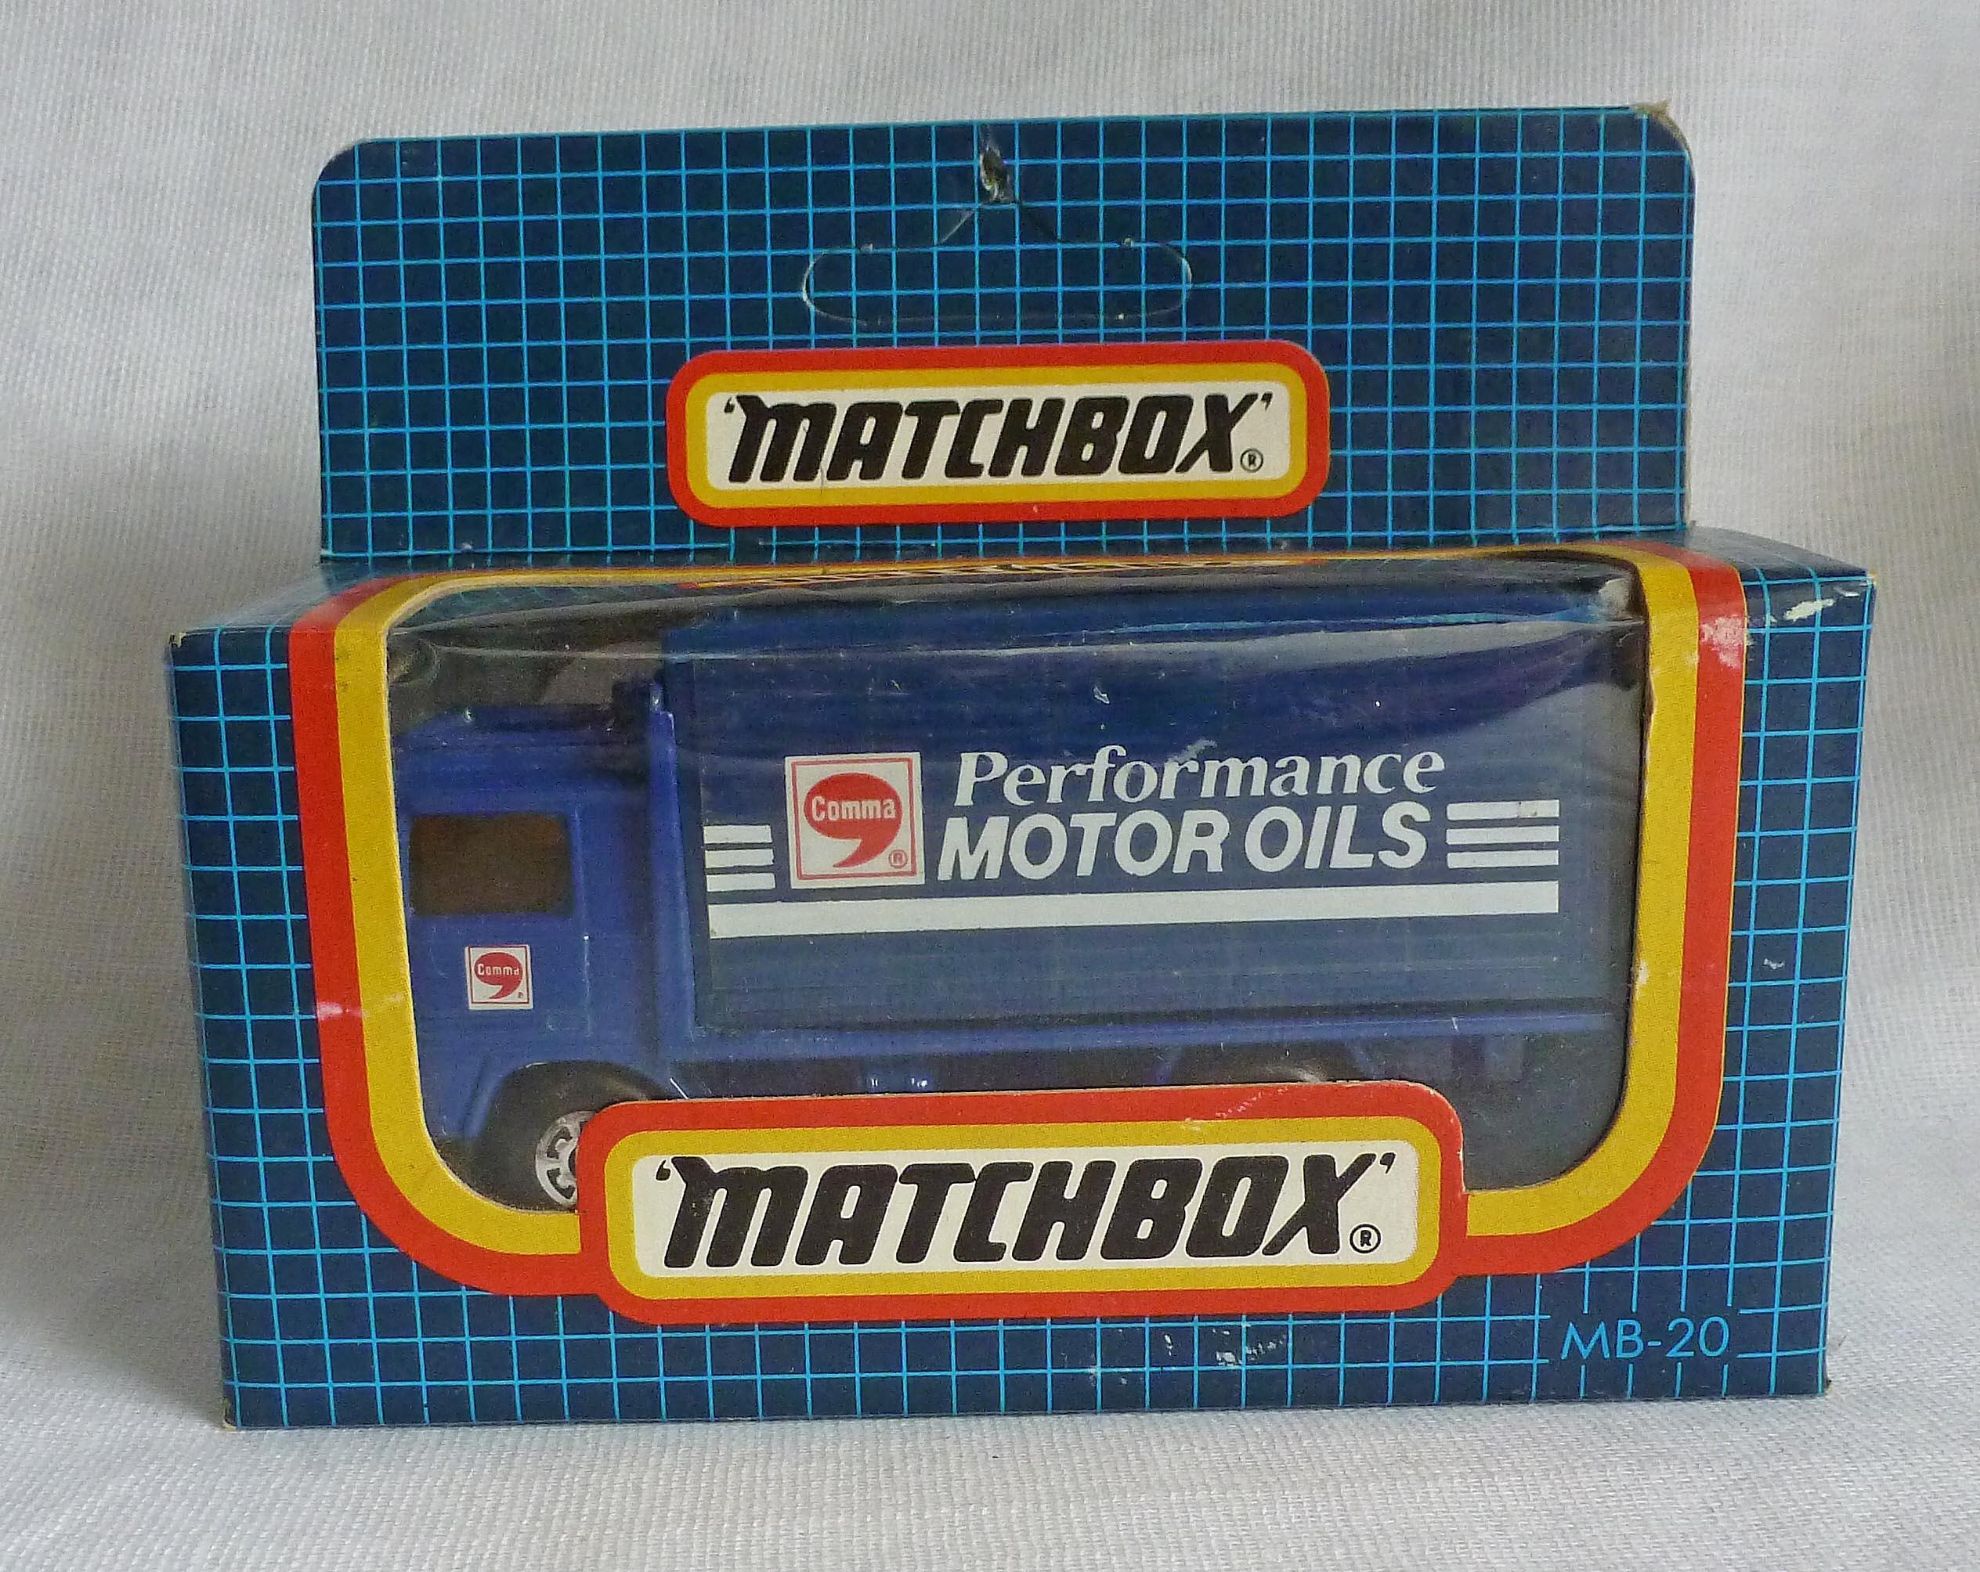 'MATCHBOX'®
Performance
Comma ®
MOTOR OILS
Comma ®
'MATCHBOX'®
MB-20